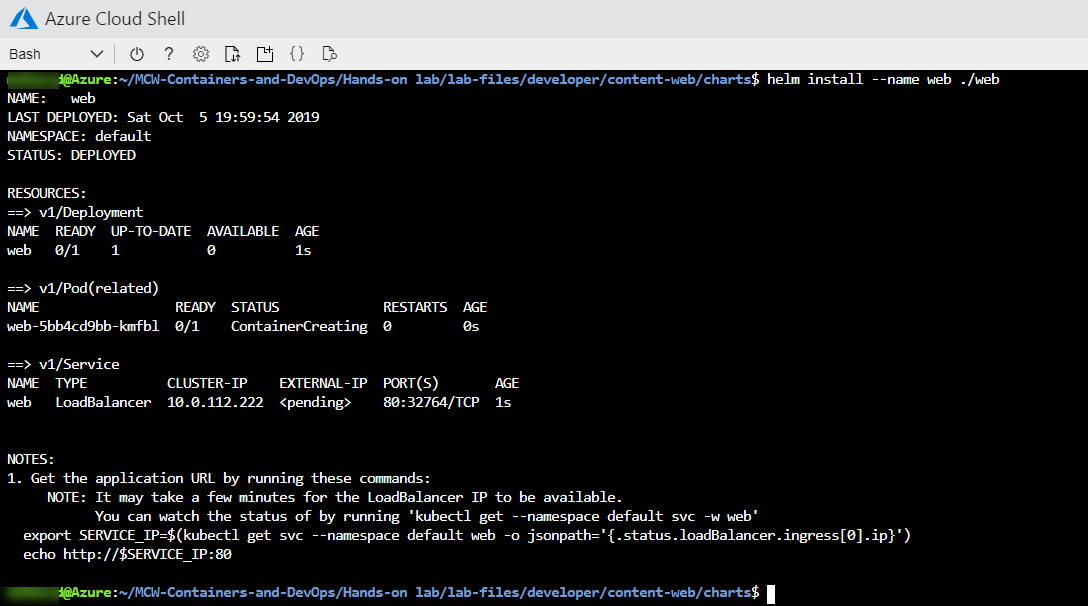 Azure Cloud Shell
Bash
? {}
@Azure:~/MCW-Containers-and-DevOps/Hands-on lab/lab-files/developer/content-web/charts$ helm install --name web ./web
NAME:   web
LAST DEPLOYED: Sat Oct  5 19:59:54 2019
NAMESPACE: default
STATUS: DEPLOYED
RESOURCES:
==> v1/Deployment
NAME  READY  UP-TO-DATE  AVAILABLE  AGE
web   0/1    1           0          1s
==> v1/Pod(related)
NAME                 READY  STATUS             RESTARTS  AGE
web-5bb4cd9bb-kmfbl  0/1    ContainerCreating  0         0s
==> v1/Service
NAME  TYPE          CLUSTER-IP    EXTERNAL-IP  PORT(S)       AGE
web   LoadBalancer  10.0.112.222  <pending>    80:32764/TCP  1s
NOTES:
1. Get the application URL by running these commands:
     NOTE: It may take a few minutes for the LoadBalancer IP to be available.
           You can watch the status of by running 'kubectl get --namespace default svc -w web'
  export SERVICE_IP=$(kubectl get svc --namespace default web -o jsonpath='{.status.loadBalancer.ingress[0].ip}')
  echo http://$SERVICE_IP:80
@Azure:~/MCW-Containers-and-DevOps/Hands-on lab/lab-files/developer/content-web/charts$